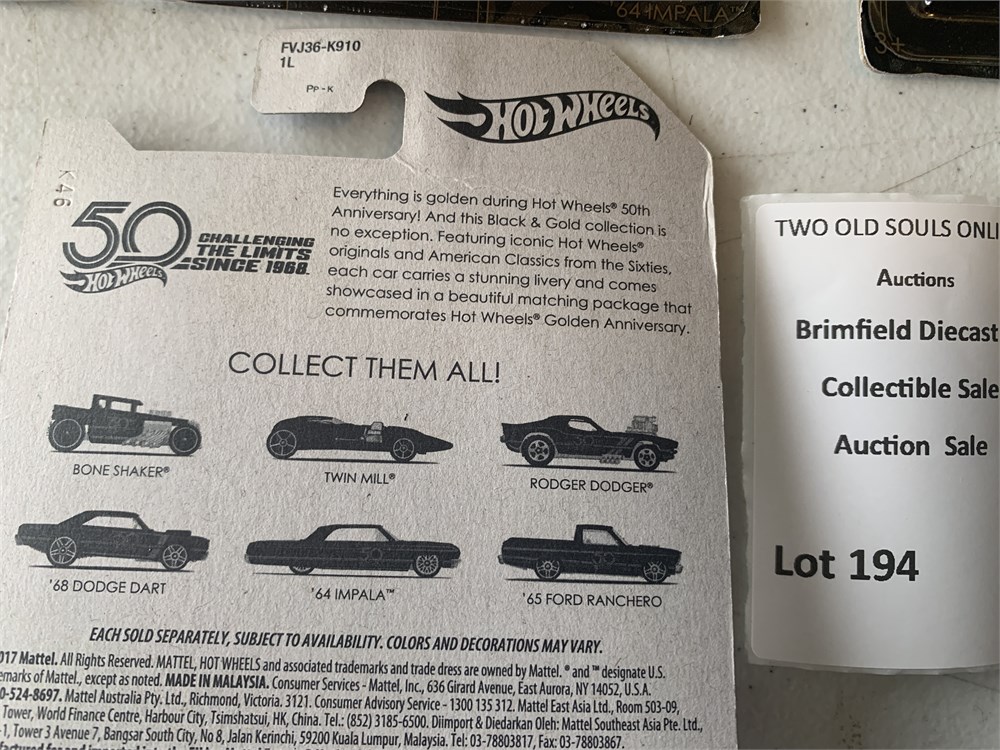 '64 IMPALA™
3+
FVJ36-K910
1L
PP-K
HOT WHEELS
K46
50
CHALLENGING
THE LIMITS
SINCE 1968
HOT WHEELS
Everything is golden during Hot Wheels® 50th
Anniversary! And this Black & Gold collection is
no exception. Featuring iconic Hot Wheels®
originals and American Classics from the Sixties,
each car carries a stunning livery and comes
showcased in a beautiful matching package that
commemorates Hot Wheels® Golden Anniversary.
COLLECT THEM ALL!
BONE SHAKER®
TWIN MILL®
RODGER DODGER®
'68 DODGE DART
'64 IMPALA™
'65 FORD RANCHERO
EACH SOLD SEPARATELY, SUBJECT TO AVAILABILITY. COLORS AND DECORATIONS MAY VARY.
017 Mattel. All Rights Reserved. MATTEL, HOT WHEELS and associated trademarks and trade dress are owned by Mattel. ® and ™ designate U.S.
emarks of Mattel., except as noted. MADE IN MALAYSIA. Consumer Services - Mattel, Inc., 636 Girard Avenue, East Aurora, NY 14052, U.S.A.
0-524-8697. Mattel Australia Pty. Ltd., Richmond, Victoria. 3121. Consumer Advisory Service - 1300 135 312. Mattel East Asia Ltd., Room 503-09,
Tower, World Finance Centre, Harbour City, Tsimshatsui, HK, China. Tel.: (852) 3185-6500. Diimport & Diedarkan Oleh: Mattel Southeast Asia Pte. Ltd.,
-1, Tower 3 Avenue 7, Bangsar South City, No 8, Jalan Kerinchi, 59200 Kuala Lumpur, Malaysia. Tel: 03-78803817, Fax: 03-78803867.
TWO OLD SOULS ONLI
Auctions
Brimfield Diecast
Collectible Sale
Auction Sale
Lot 194